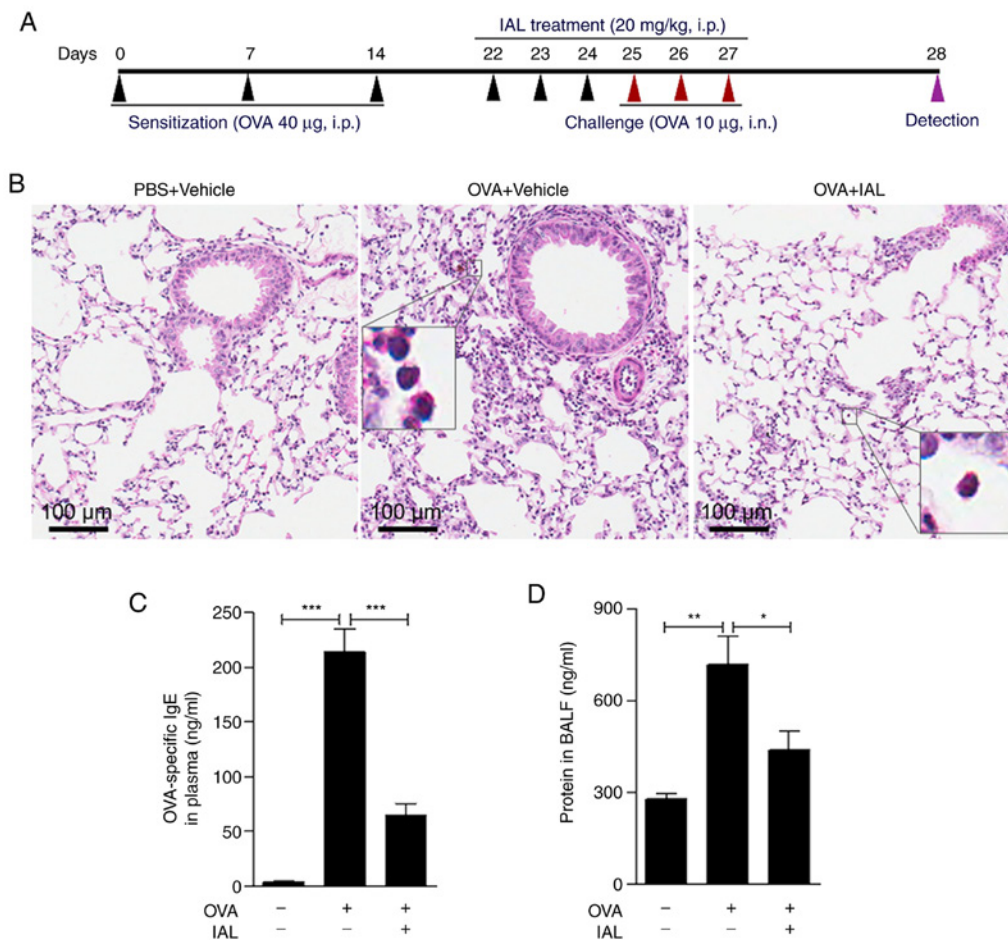 A
IAL treatment (20 mg/kg, i.p.)
Days 0 7 14 22 23 24 25 26 27 28
Sensitization (OVA 40 μg, i.p.) Challenge (OVA 10 μg, i.n.) Detection
B
PBS+Vehicle OVA+Vehicle OVA+IAL
100 μm 100 μm 100 μm
C
*** ***
250
200
150
100
50
0
OVA-specific IgE
in plasma (ng/ml)
OVA – + +
IAL – – +
D
** *
900
600
300
0
Protein in BALF (ng/ml)
OVA – + +
IAL – – +